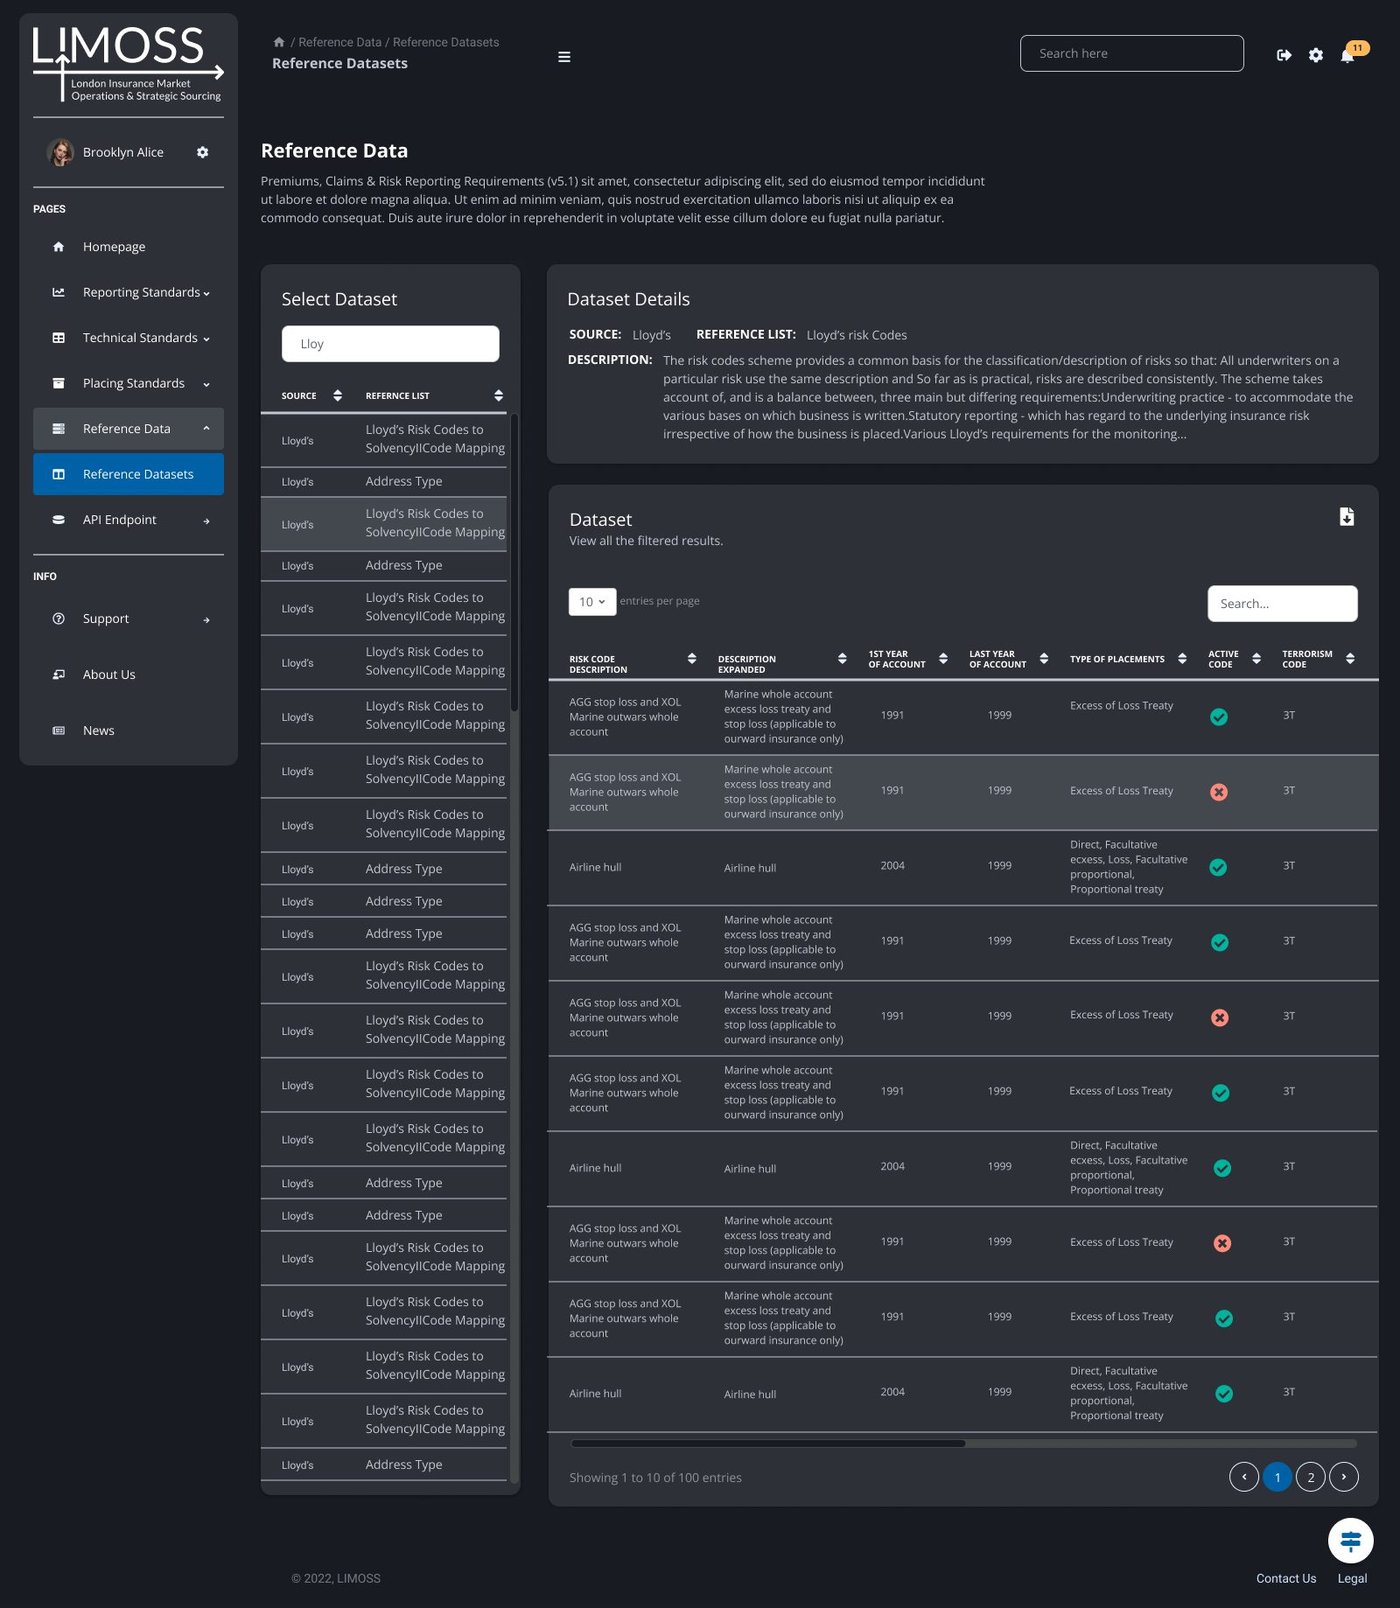 LIMOSS
London Insurance Market
Operations & Strategic Sourcing
/ Reference Data / Reference Datasets
Reference Datasets
Search here
11
Brooklyn Alice
PAGES
Homepage
Reporting Standards
Technical Standards
Placing Standards
Reference Data
Reference Datasets
API Endpoint
INFO
Support
About Us
News
Reference Data
Premiums, Claims & Risk Reporting Requirements (v5.1) sit amet, consectetur adipiscing elit, sed do eiusmod tempor incididunt
ut labore et dolore magna aliqua. Ut enim ad minim veniam, quis nostrud exercitation ullamco laboris nisi ut aliquip ex ea
commodo consequat. Duis aute irure dolor in reprehenderit in voluptate velit esse cillum dolore eu fugiat nulla pariatur.
Select Dataset
Lloy
SOURCE REFERNCE LIST
Lloyd's Lloyd's Risk Codes to
SolvencyIICode Mapping
Lloyd's Address Type
Lloyd's Lloyd's Risk Codes to
SolvencyIICode Mapping
Lloyd's Address Type
Lloyd's Lloyd's Risk Codes to
SolvencyIICode Mapping
Lloyd's Lloyd's Risk Codes to
SolvencyIICode Mapping
Lloyd's Lloyd's Risk Codes to
SolvencyIICode Mapping
Lloyd's Lloyd's Risk Codes to
SolvencyIICode Mapping
Lloyd's Lloyd's Risk Codes to
SolvencyIICode Mapping
Lloyd's Address Type
Lloyd's Address Type
Lloyd's Address Type
Lloyd's Lloyd's Risk Codes to
SolvencyIICode Mapping
Lloyd's Lloyd's Risk Codes to
SolvencyIICode Mapping
Lloyd's Lloyd's Risk Codes to
SolvencyIICode Mapping
Lloyd's Lloyd's Risk Codes to
SolvencyIICode Mapping
Lloyd's Address Type
Lloyd's Address Type
Lloyd's Lloyd's Risk Codes to
SolvencyIICode Mapping
Lloyd's Lloyd's Risk Codes to
SolvencyIICode Mapping
Lloyd's Lloyd's Risk Codes to
SolvencyIICode Mapping
Lloyd's Lloyd's Risk Codes to
SolvencyIICode Mapping
Lloyd's Address Type
Dataset Details
SOURCE: Lloyd's REFERENCE LIST: Lloyd's risk Codes
DESCRIPTION: The risk codes scheme provides a common basis for the classification/description of risks so that: All underwriters on a
particular risk use the same description and So far as is practical, risks are described consistently. The scheme takes
account of, and is a balance between, three main but differing requirements:Underwriting practice - to accommodate the
various bases on which business is written.Statutory reporting - which has regard to the underlying insurance risk
irrespective of how the business is placed.Various Lloyd's requirements for the monitoring...
Dataset
View all the filtered results.
10 entries per page
Search...
RISK CODE
DESCRIPTION
DESCRIPTION
EXPANDED
1ST YEAR
OF ACCOUNT
LAST YEAR
OF ACCOUNT
TYPE OF PLACEMENTS
ACTIVE
CODE
TERRORISM
CODE
AGG stop loss and XOL
Marine outwars whole
account
Marine whole account
excess loss treaty and
stop loss (applicable to
ourward insurance only)
1991
1999
Excess of Loss Treaty
3T
AGG stop loss and XOL
Marine outwars whole
account
Marine whole account
excess loss treaty and
stop loss (applicable to
ourward insurance only)
1991
1999
Excess of Loss Treaty
3T
Airline hull
Airline hull
2004
1999
Direct, Facultative
ecxess, Loss, Facultative
proportional,
Proportional treaty
3T
AGG stop loss and XOL
Marine outwars whole
account
Marine whole account
excess loss treaty and
stop loss (applicable to
ourward insurance only)
1991
1999
Excess of Loss Treaty
3T
AGG stop loss and XOL
Marine outwars whole
account
Marine whole account
excess loss treaty and
stop loss (applicable to
ourward insurance only)
1991
1999
Excess of Loss Treaty
3T
AGG stop loss and XOL
Marine outwars whole
account
Marine whole account
excess loss treaty and
stop loss (applicable to
ourward insurance only)
1991
1999
Excess of Loss Treaty
3T
Airline hull
Airline hull
2004
1999
Direct, Facultative
ecxess, Loss, Facultative
proportional,
Proportional treaty
3T
AGG stop loss and XOL
Marine outwars whole
account
Marine whole account
excess loss treaty and
stop loss (applicable to
ourward insurance only)
1991
1999
Excess of Loss Treaty
3T
AGG stop loss and XOL
Marine outwars whole
account
Marine whole account
excess loss treaty and
stop loss (applicable to
ourward insurance only)
1991
1999
Excess of Loss Treaty
3T
Airline hull
Airline hull
2004
1999
Direct, Facultative
ecxess, Loss, Facultative
proportional,
Proportional treaty
3T
Showing 1 to 10 of 100 entries
1 2
© 2022, LIMOSS
Contact Us Legal